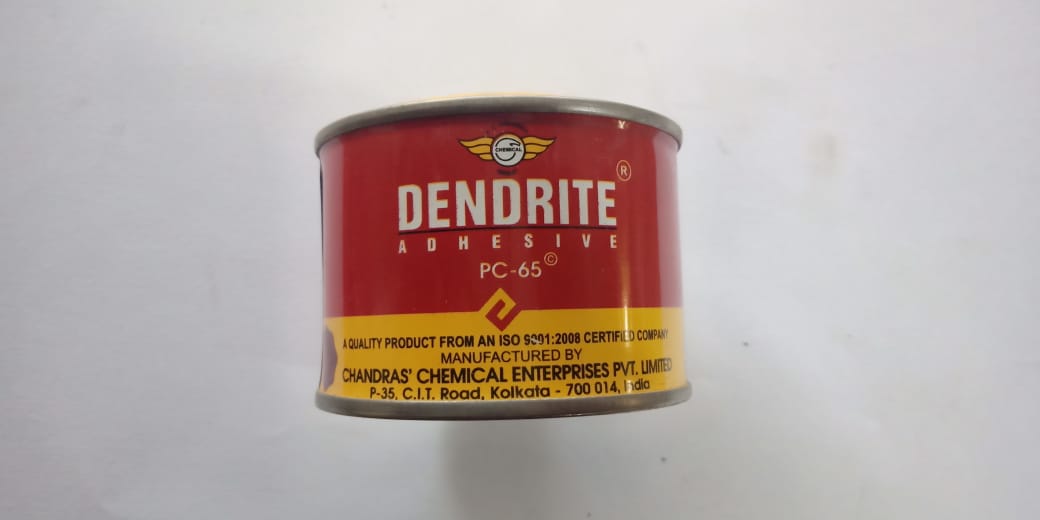 CHEMICAL
DENDRITE®
ADHESIVE
PC-65©
A QUALITY PRODUCT FROM AN ISO 9001:2008 CERTIFIED COMPANY
MANUFACTURED BY
CHANDRAS' CHEMICAL ENTERPRISES PVT. LIMITED
P-35, C.I.T. Road, Kolkata - 700 014, India